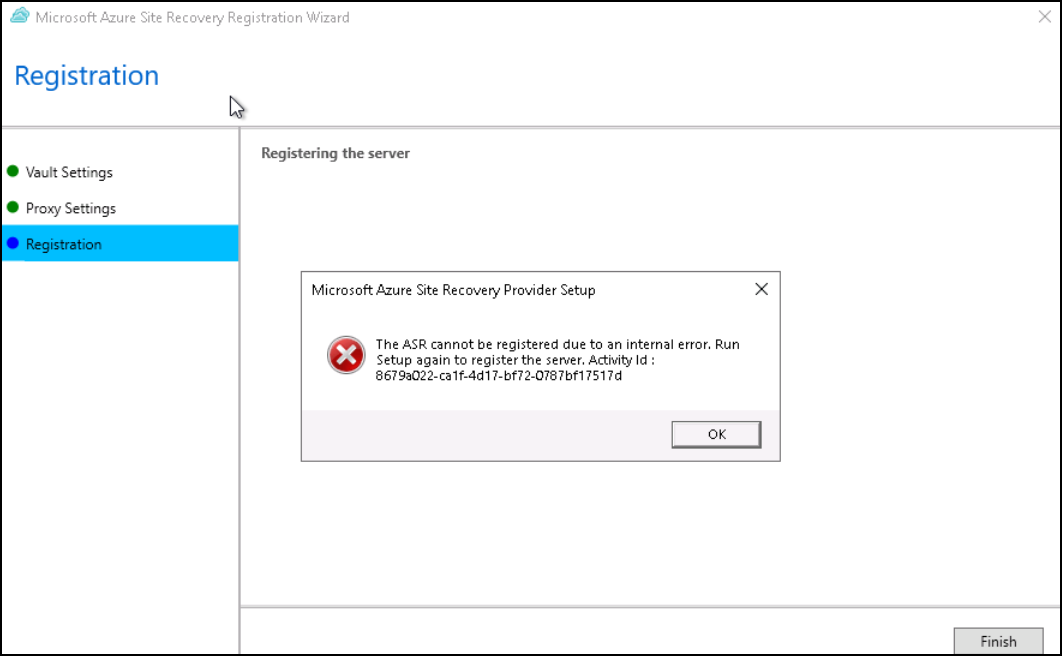 Microsoft Azure Site Recovery Registration Wizard
Registration
Vault Settings
Proxy Settings
Registration
Registering the server
Microsoft Azure Site Recovery Provider Setup
The ASR cannot be registered due to an internal error. Run
Setup again to register the server. Activity Id :
8679a022-ca1f-4d17-bf72-0787bf17517d
OK
Finish